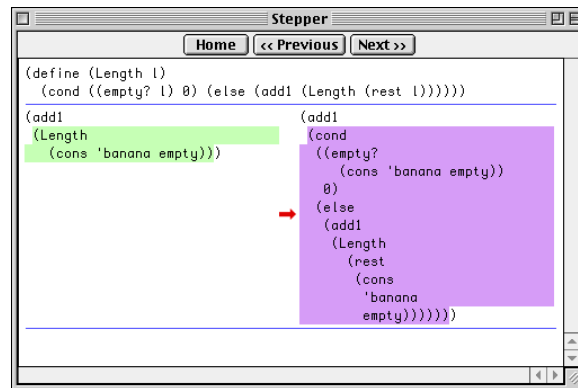 Stepper
Home
‹‹ Previous
Next ››
(define (Length l)
(cond ((empty? l) 0) (else (add1 (Length (rest l))))))
(add1
(Length
(cons 'banana empty)))
(add1
(cond
((empty?
(cons 'banana empty))
0)
(else
(add1
(Length
(rest
(cons
'banana
empty)))))))